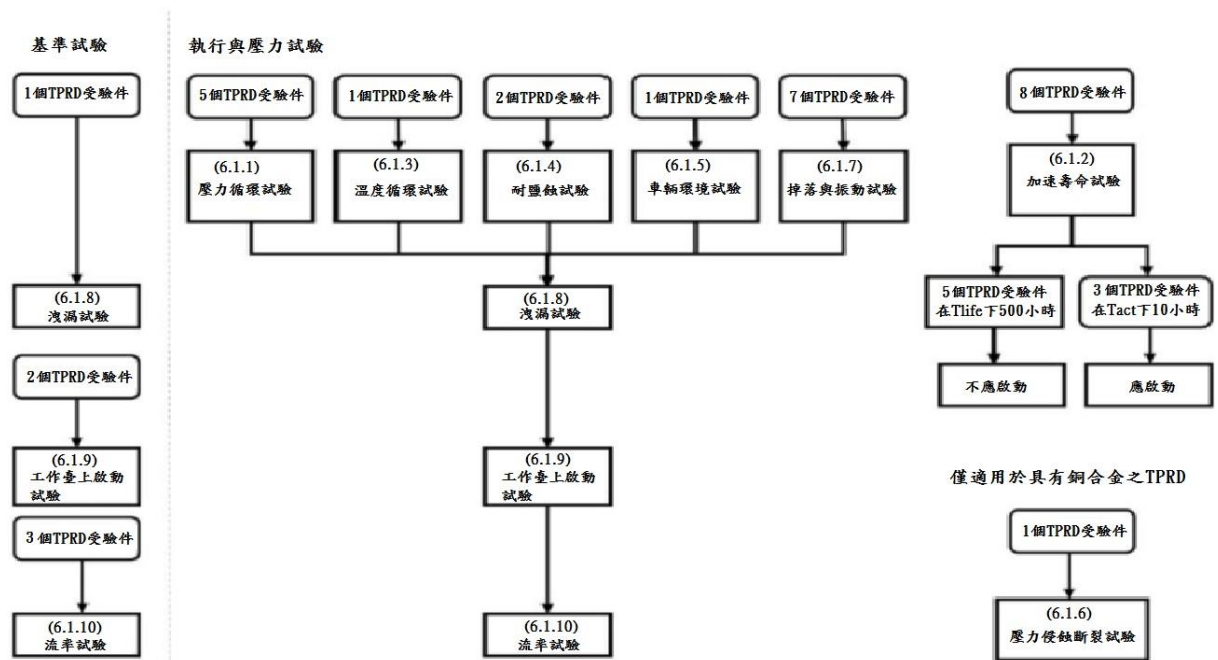 基準試驗
1個TPRD受驗件
(6.1.8)
洩漏試驗
2個TPRD受驗件
(6.1.9)
工作臺上啟動
試驗
3個TPRD受驗件
(6.1.10)
流率試驗
執行與壓力試驗
5個TPRD受驗件
1個TPRD受驗件
2個TPRD受驗件
1個TPRD受驗件
7個TPRD受驗件
(6.1.1)
壓力循環試驗
(6.1.3)
溫度循環試驗
(6.1.4)
耐鹽蝕試驗
(6.1.5)
車輛環境試驗
(6.1.7)
掉落與振動試驗
(6.1.8)
洩漏試驗
(6.1.9)
工作臺上啟動
試驗
(6.1.10)
流率試驗
8個TPRD受驗件
(6.1.2)
加速壽命試驗
5個TPRD受驗件
在Tlife下500小時
3個TPRD受驗件
在Tact下10小時
不應啟動
應啟動
僅適用於具有銅合金之TPRD
1個TPRD受驗件
(6.1.6)
壓力侵蝕斷裂試驗